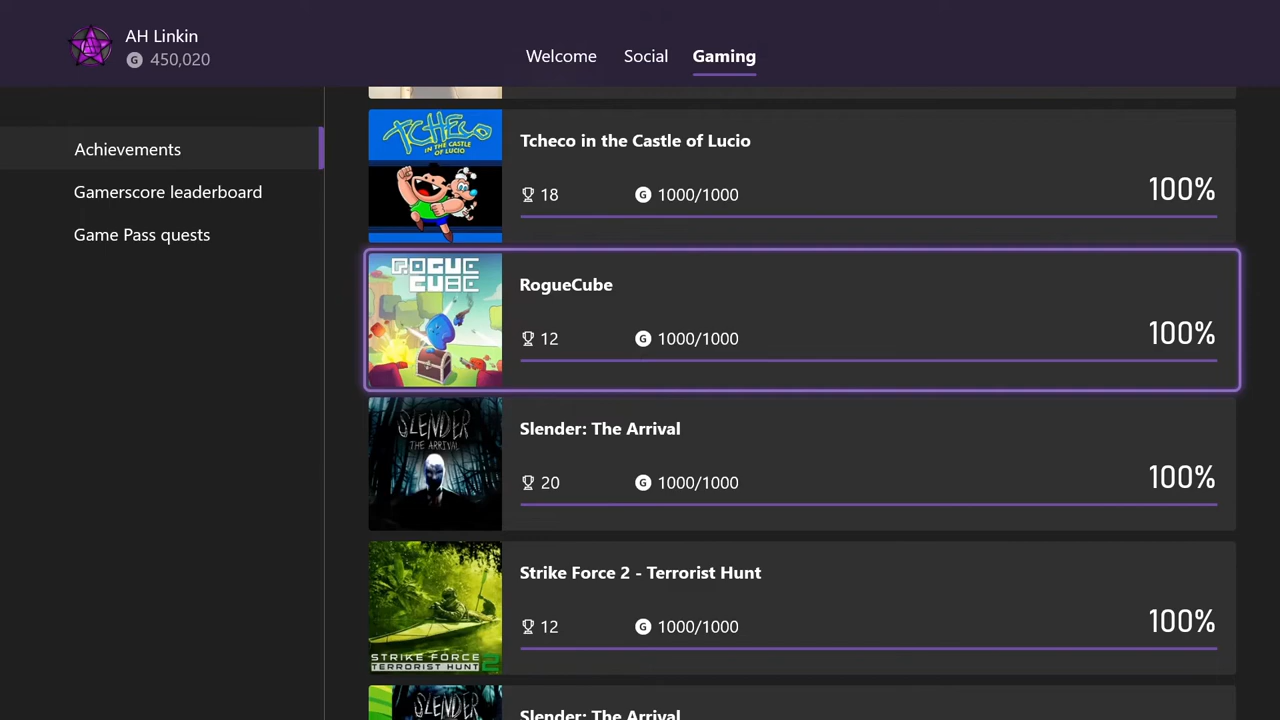 AH Linkin
G 450,020
Welcome
Social
Gaming
Achievements
Gamerscore leaderboard
Game Pass quests
TCHECO
IN THE CASTLE
OF LUCIO
Tcheco in the Castle of Lucio
18
G 1000/1000
100%
ROGUE
CUBE
RogueCube
12
G 1000/1000
100%
SLENDER
THE ARRIVAL
Slender: The Arrival
20
G 1000/1000
100%
STRIKE FORCE
TERRORIST HUNT 2
Strike Force 2 - Terrorist Hunt
12
G 1000/1000
100%
SLENDER
Slender: The Arrival